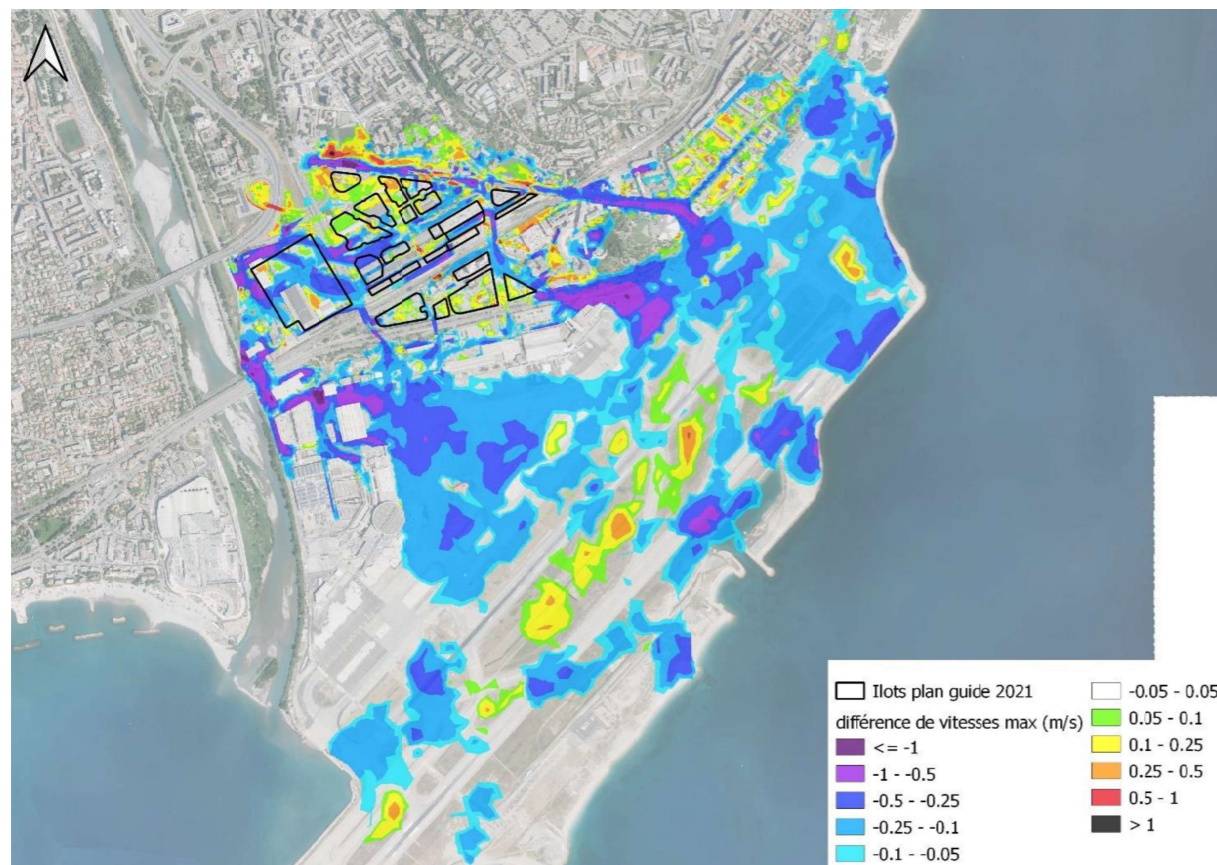 Ilots plan guide 2021
différence de vitesses max (m/s)
<= -1
-1 - -0.5
-0.5 - -0.25
-0.25 - -0.1
-0.1 - -0.05
-0.05 - 0.05
0.05 - 0.1
0.1 - 0.25
0.25 - 0.5
0.5 - 1
> 1